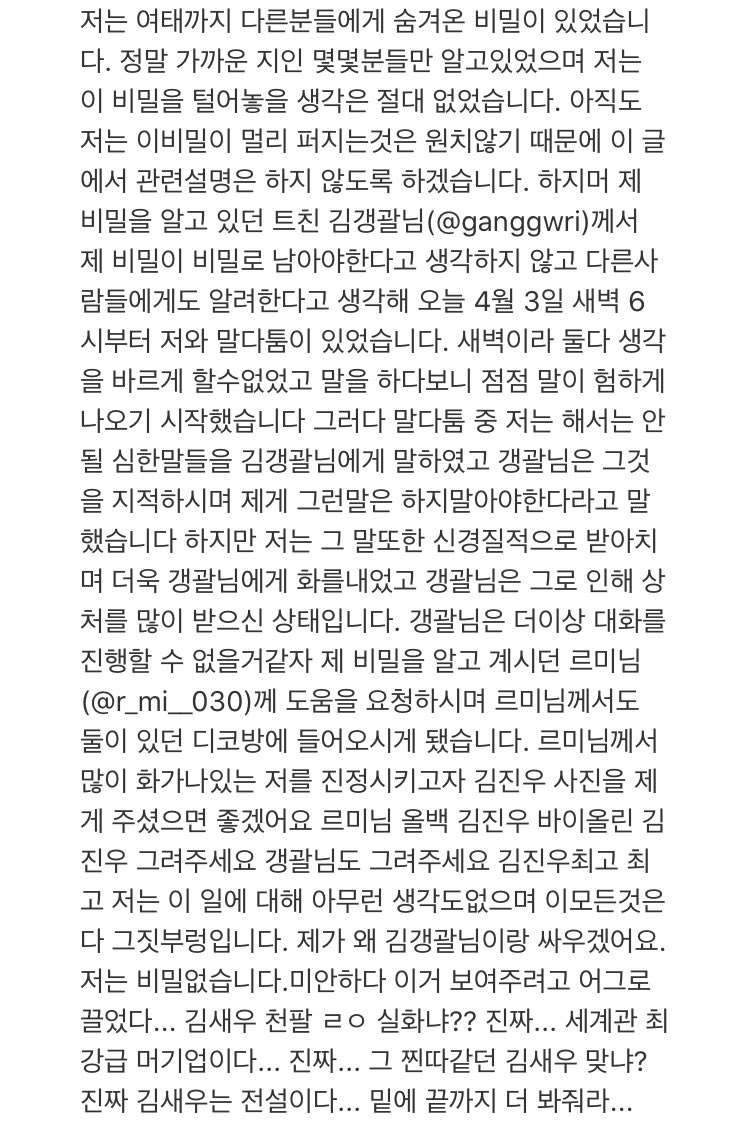 저는 여태까지 다른분들에게 숨겨온 비밀이 있었습니
다. 정말 가까운 지인 몇몇분들만 알고있었으며 저는
이 비밀을 털어놓을 생각은 절대 없었습니다. 아직도
저는 이비밀이 멀리 퍼지는것은 원치않기 때문에 이 글
에서 관련설명은 하지 않도록 하겠습니다. 하지머 제
비밀을 알고 있던 트친 김갱괄님(@ganggwri)께서
제 비밀이 비밀로 남아야한다고 생각하지 않고 다른사
람들에게도 알려한다고 생각해 오늘 4월 3일 새벽 6
시부터 저와 말다툼이 있었습니다. 새벽이라 둘다 생각
을 바르게 할수없었고 말을 하다보니 점점 말이 험하게
나오기 시작했습니다 그러다 말다툼 중 저는 해서는 안
될 심한말들을 김갱괄님에게 말하였고 갱괄님은 그것
을 지적하시며 제게 그런말은 하지말아야한다라고 말
했습니다 하지만 저는 그 말또한 신경질적으로 받아치
며 더욱 갱괄님에게 화를내었고 갱괄님은 그로 인해 상
처를 많이 받으신 상태입니다. 갱괄님은 더이상 대화를
진행할 수 없을거같자 제 비밀을 알고 계시던 르미님
(@r_mi__030)께 도움을 요청하시며 르미님께서도
둘이 있던 디코방에 들어오시게 됐습니다. 르미님께서
많이 화가나있는 저를 진정시키고자 김진우 사진을 제
게 주셨으면 좋겠어요 르미님 올백 김진우 바이올린 김
진우 그려주세요 갱괄님도 그려주세요 김진우최고 최
고 저는 이 일에 대해 아무런 생각도없으며 이모든것은
다 그짓부렁입니다. 제가 왜 김갱괄님이랑 싸우겠어요.
저는 비밀없습니다.미안하다 이거 보여주려고 어그로
끌었다... 김새우 천팔 ㄹㅇ 실화냐?? 진짜... 세계관 최
강급 머기업이다... 진짜... 그 찐따같던 김새우 맞냐?
진짜 김새우는 전설이다... 밑에 끝까지 더 봐줘라...